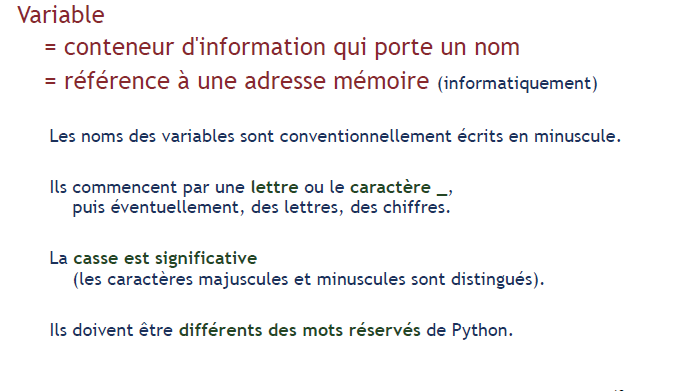 Variable
= conteneur d'information qui porte un nom
= référence à une adresse mémoire (informatiquement)
Les noms des variables sont conventionnellement écrits en minuscule.
Ils commencent par une lettre ou le caractère _,
puis éventuellement, des lettres, des chiffres.
La casse est significative
(les caractères majuscules et minuscules sont distingués).
Ils doivent être différents des mots réservés de Python.